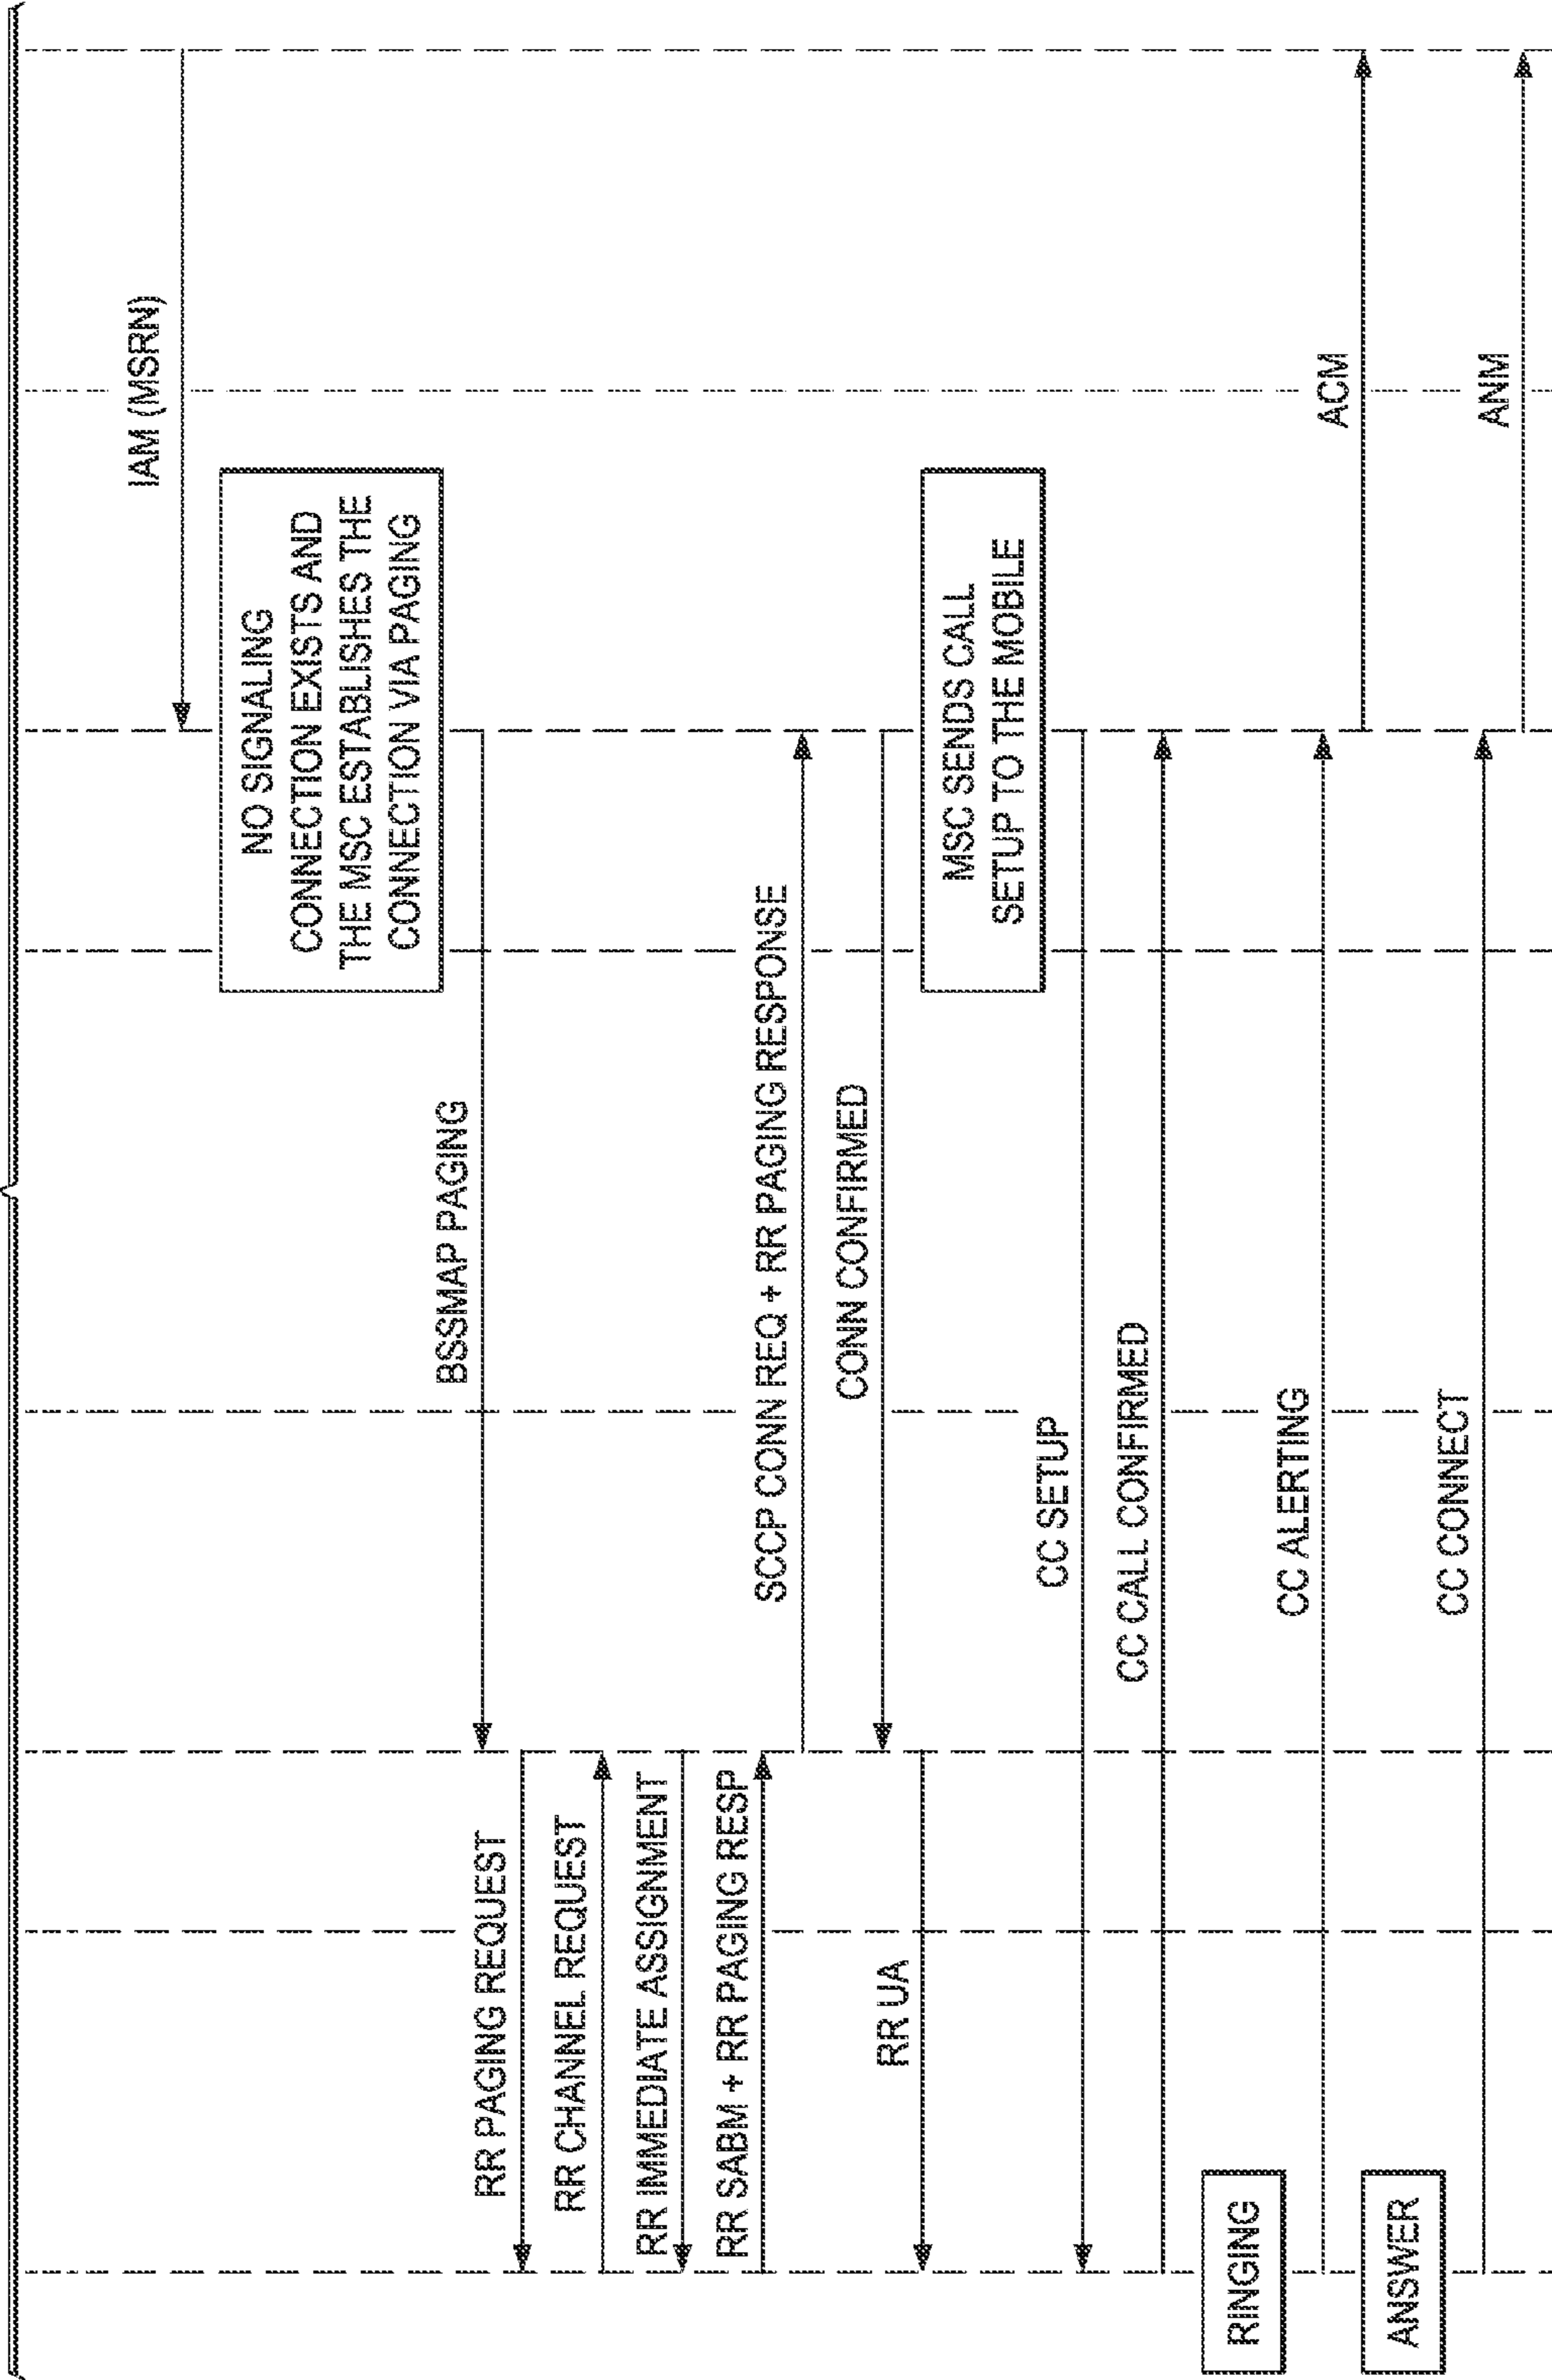 IAM (MSRN)
NO SIGNALING
CONNECTION EXISTS AND
THE MSC ESTABLISHES THE
CONNECTION VIA PAGING
BSSMAP PAGING
RR PAGING REQUEST
RR CHANNEL REQUEST
RR IMMEDIATE ASSIGNMENT
RR SABM + RR PAGING RESP
SCCP CONN REQ + RR PAGING RESPONSE
CONN CONFIRMED
RR UA
MSC SENDS CALL
SETUP TO THE MOBILE
CC SETUP
CC CALL CONFIRMED
RINGING
CC ALERTING
ACM
ANSWER
CC CONNECT
ANM